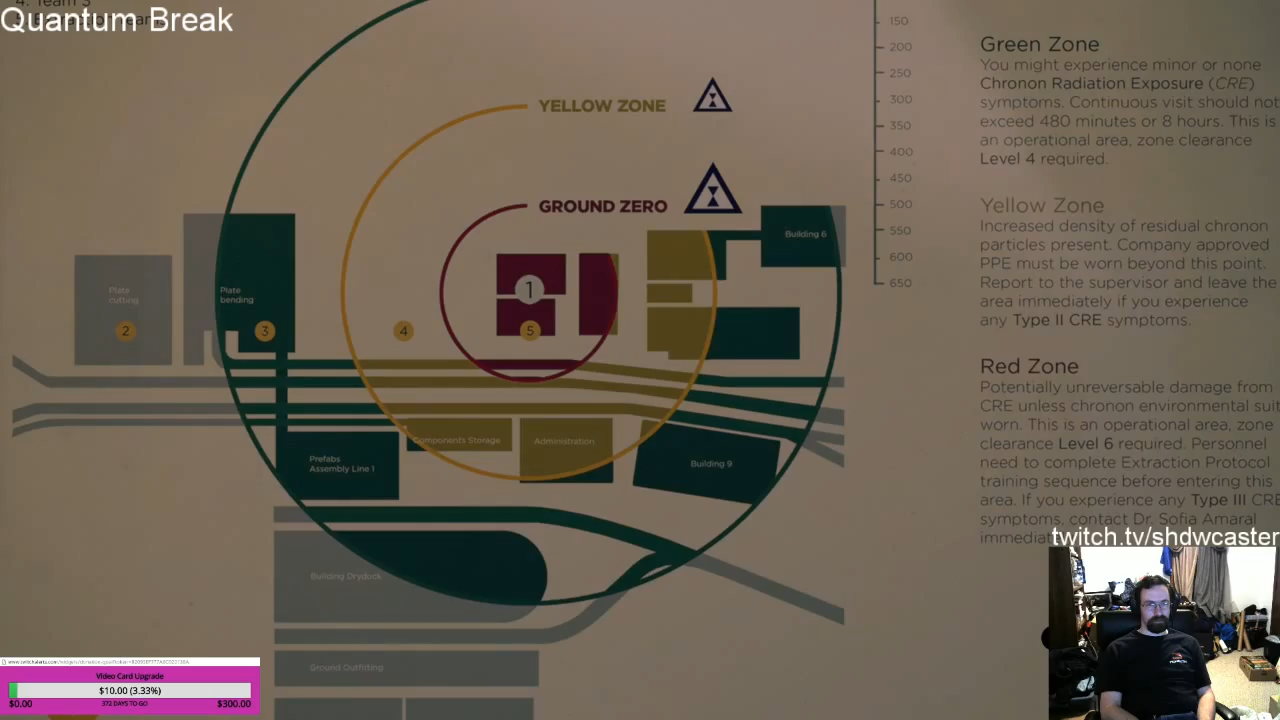 4. Team 3
Quantum Break
150
200
250
300
350
400
450
500
550
600
650
YELLOW ZONE
GROUND ZERO
Building 6
Plate
cutting
Plate
bending
1
2
3
4
5
Components Storage
Administration
Prefabs
Assembly Line 1
Building 9
Building Drydock
Ground Outfitting
Green Zone
You might experience minor or none
Chronon Radiation Exposure (CRE)
symptoms. Continuous visit should not
exceed 480 minutes or 8 hours. This is
an operational area, zone clearance
Level 4 required.
Yellow Zone
Increased density of residual chronon
particles present. Company approved
PPE must be worn beyond this point.
Report to the supervisor and leave the
area immediately if you experience
any Type II CRE symptoms.
Red Zone
Potentially unreversable damage from
CRE unless chronon environmental suit
worn. This is an operational area, zone
clearance Level 6 required. Personnel
need to complete Extraction Protocol
training sequence before entering this
area. If you experience any Type III CRE
symptoms, contact Dr. Sofia Amaral
immediat
twitch.tv/shdwcaster
Video Card Upgrade
$10.00 (3.33%)
$0.00
372 DAYS TO GO
$300.00